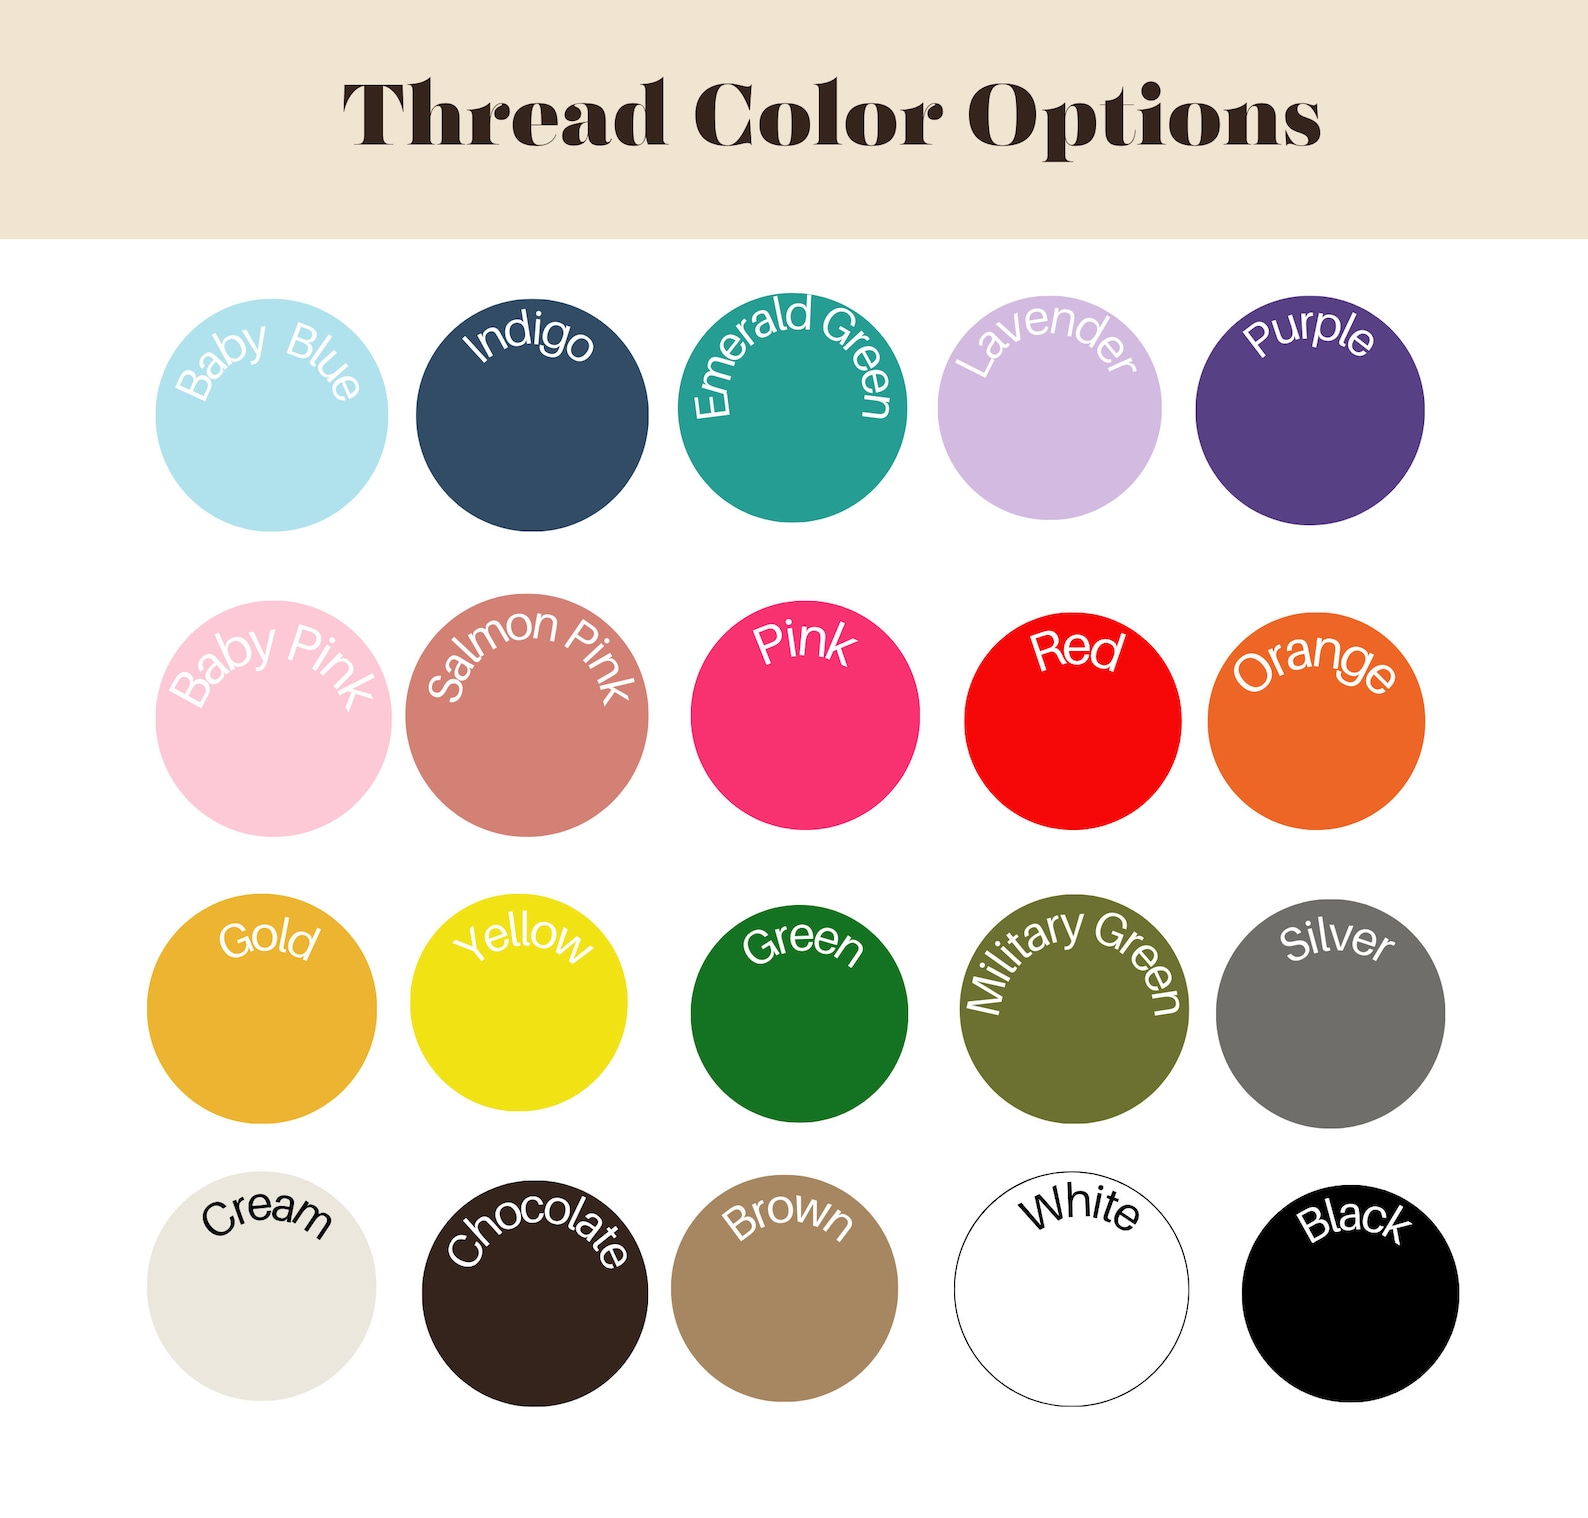 Thread Color Options
Baby Blue
Indigo
Emerald Green
Lavender
Purple
Baby Pink
Salmon Pink
Pink
Red
Orange
Gold
Yellow
Green
Military Green
Silver
Cream
Chocolate
Brown
White
Black